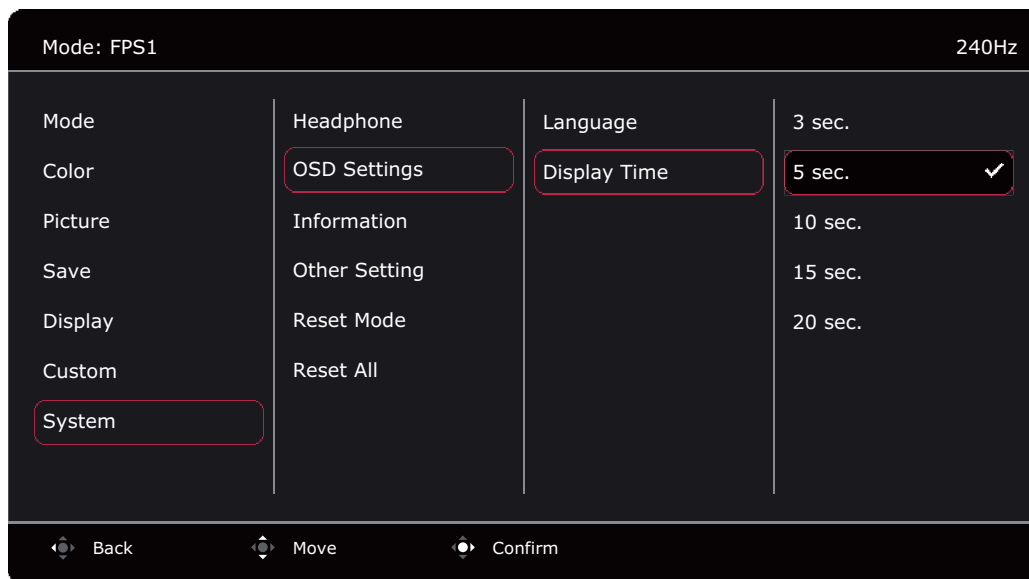 Mode: FPS1
240Hz
Mode
Color
Picture
Save
Display
Custom
System
Headphone
OSD Settings
Information
Other Setting
Reset Mode
Reset All
Language
Display Time
3 sec.
5 sec.
10 sec.
15 sec.
20 sec.
Back
Move
Confirm